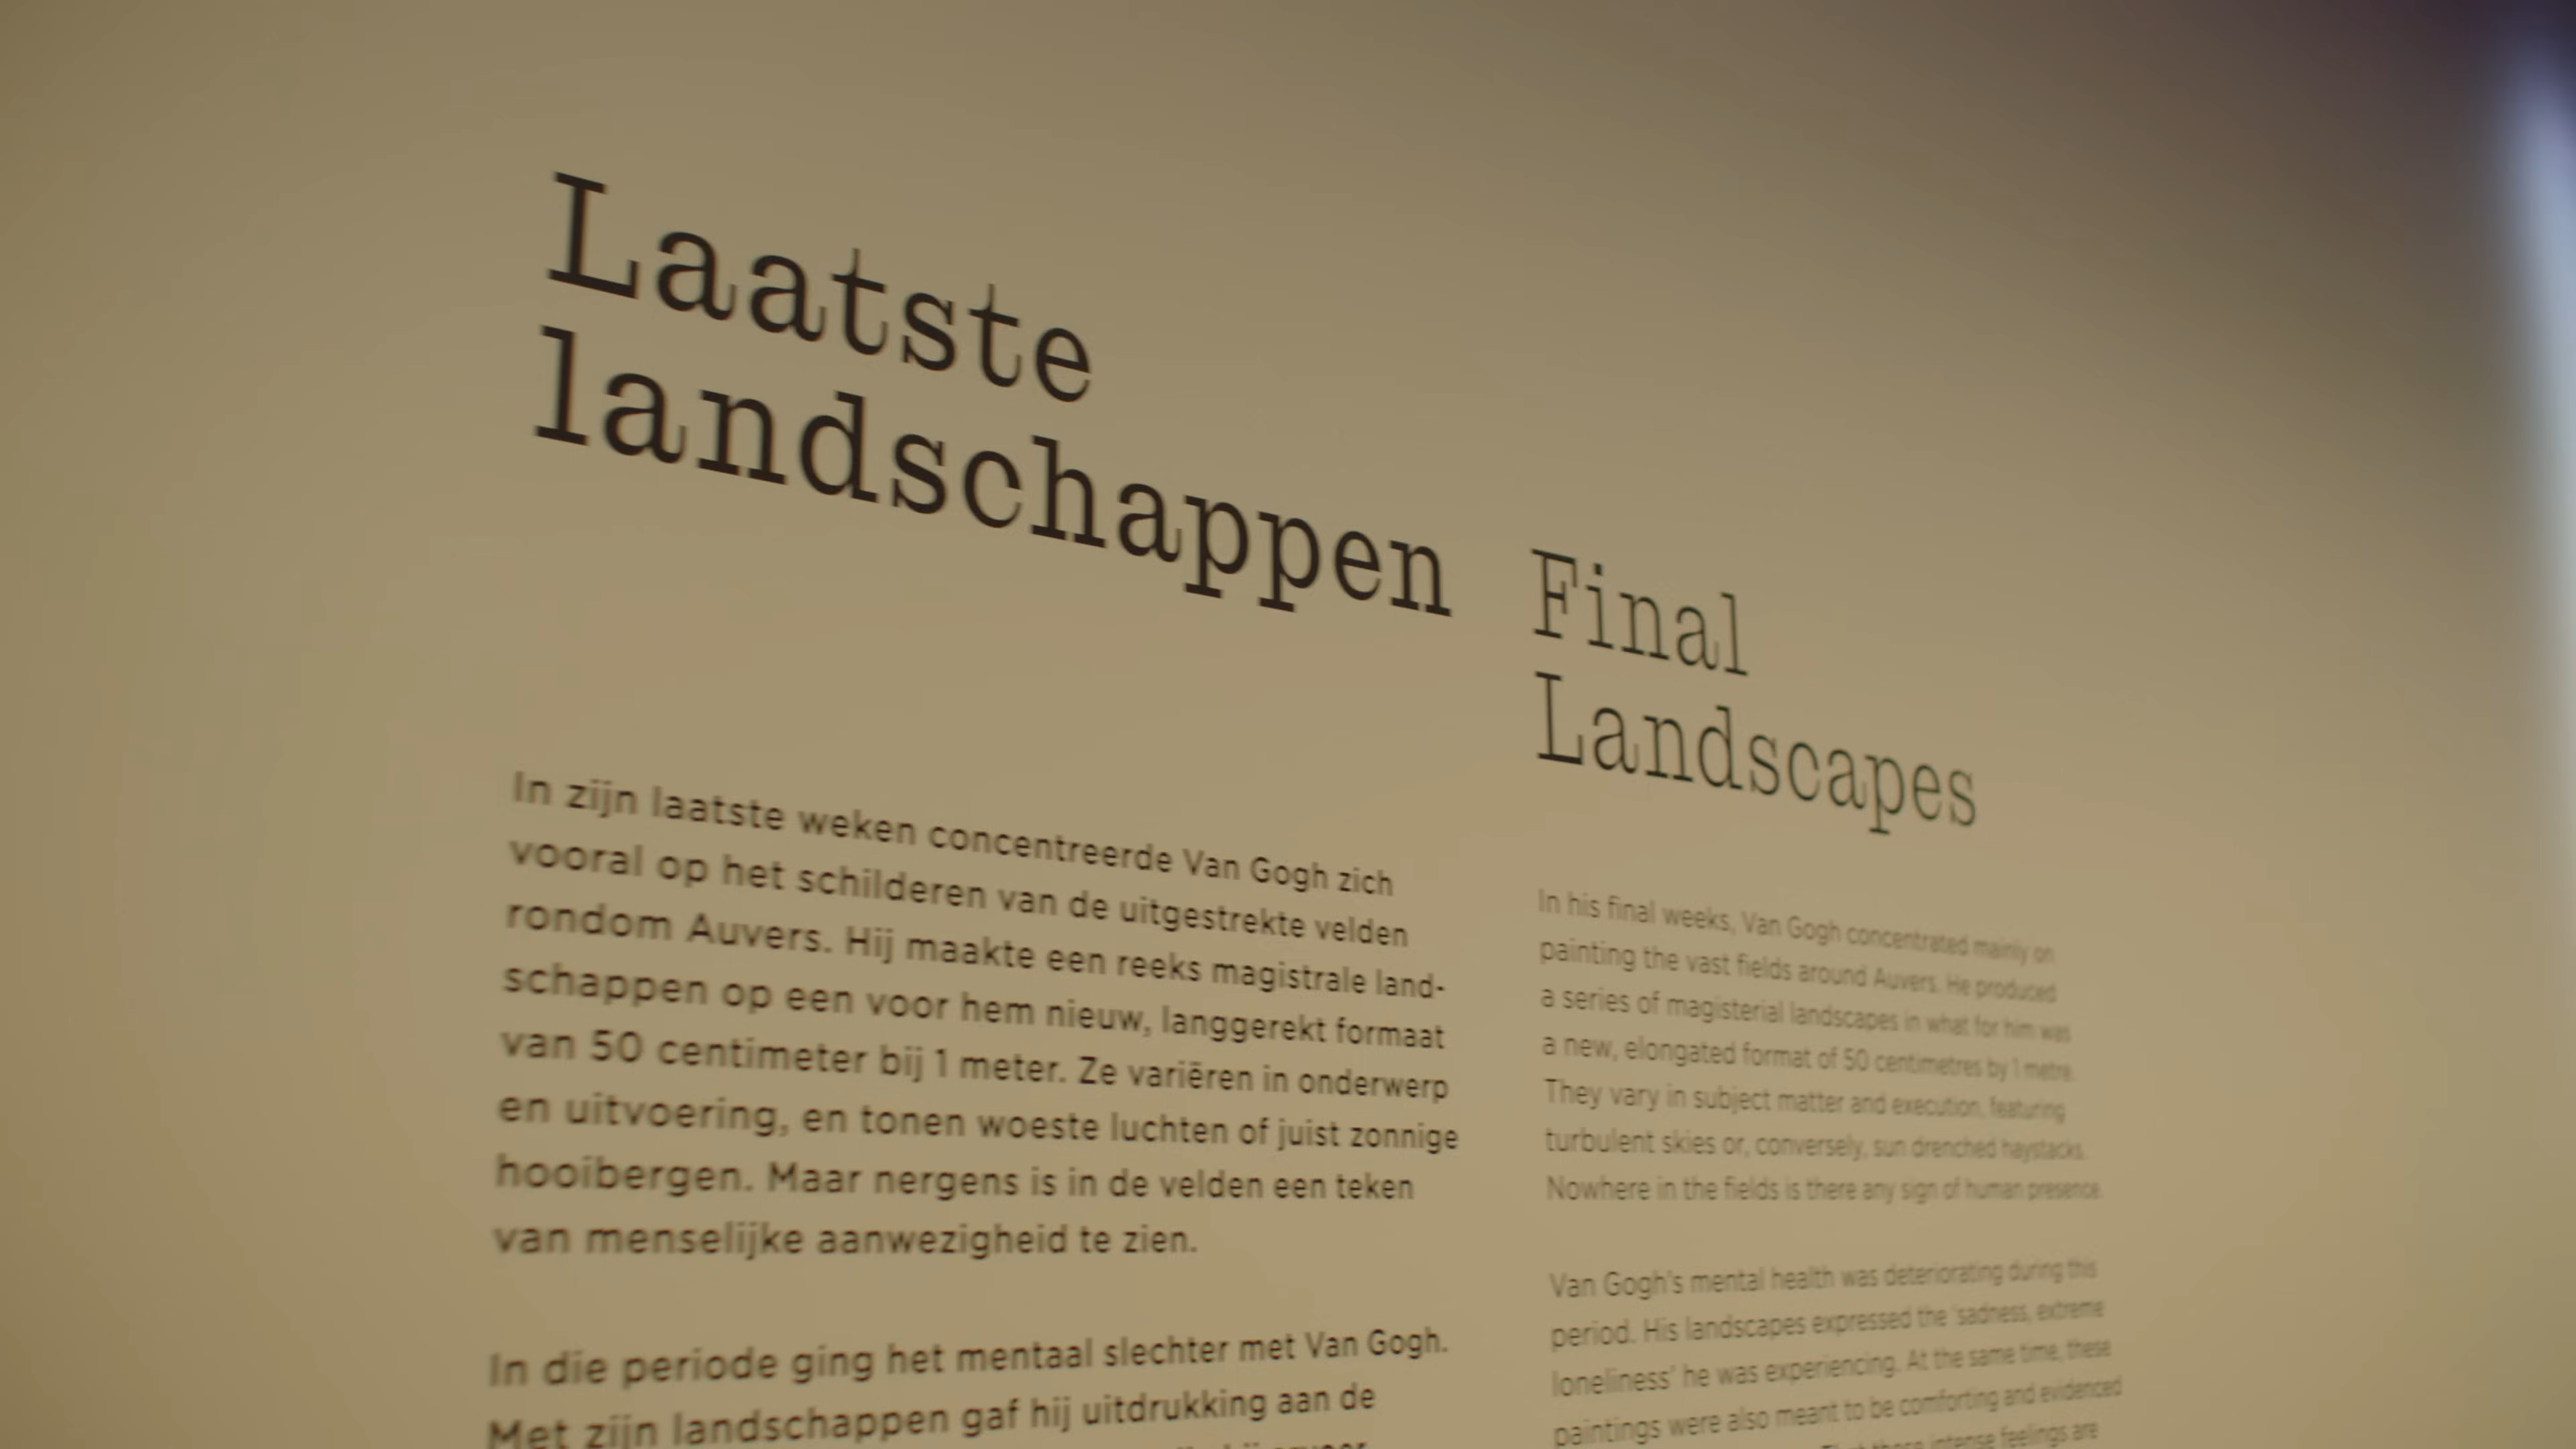 Laatste
landschappen
In zijn laatste weken concentreerde Van Gogh zich
vooral op het schilderen van de uitgestrekte velden
rondom Auvers. Hij maakte een reeks magistrale land-
schappen op een voor hem nieuw, langgerekt formaat
van 50 centimeter bij 1 meter. Ze variëren in onderwerp
en uitvoering, en tonen woeste luchten of juist zonnige
hooibergen. Maar nergens is in de velden een teken
van menselijke aanwezigheid te zien.
In die periode ging het mentaal slechter met Van Gogh.
Met zijn landschappen gaf hij uitdrukking aan de
Final
Landscapes
In his final weeks, Van Gogh concentrated mainly on
painting the vast fields around Auvers. He produced
a series of magisterial landscapes in what for him was
a new, elongated format of 50 centimetres by 1 metre.
They vary in subject matter and execution, featuring
turbulent skies or, conversely, sun drenched haystacks.
Nowhere in the fields is there any sign of human presence.
Van Gogh's mental health was deteriorating during this
period. His landscapes expressed the 'sadness, extreme
loneliness' he was experiencing. At the same time, these
paintings were also meant to be comforting and evidenced
intense feelings are